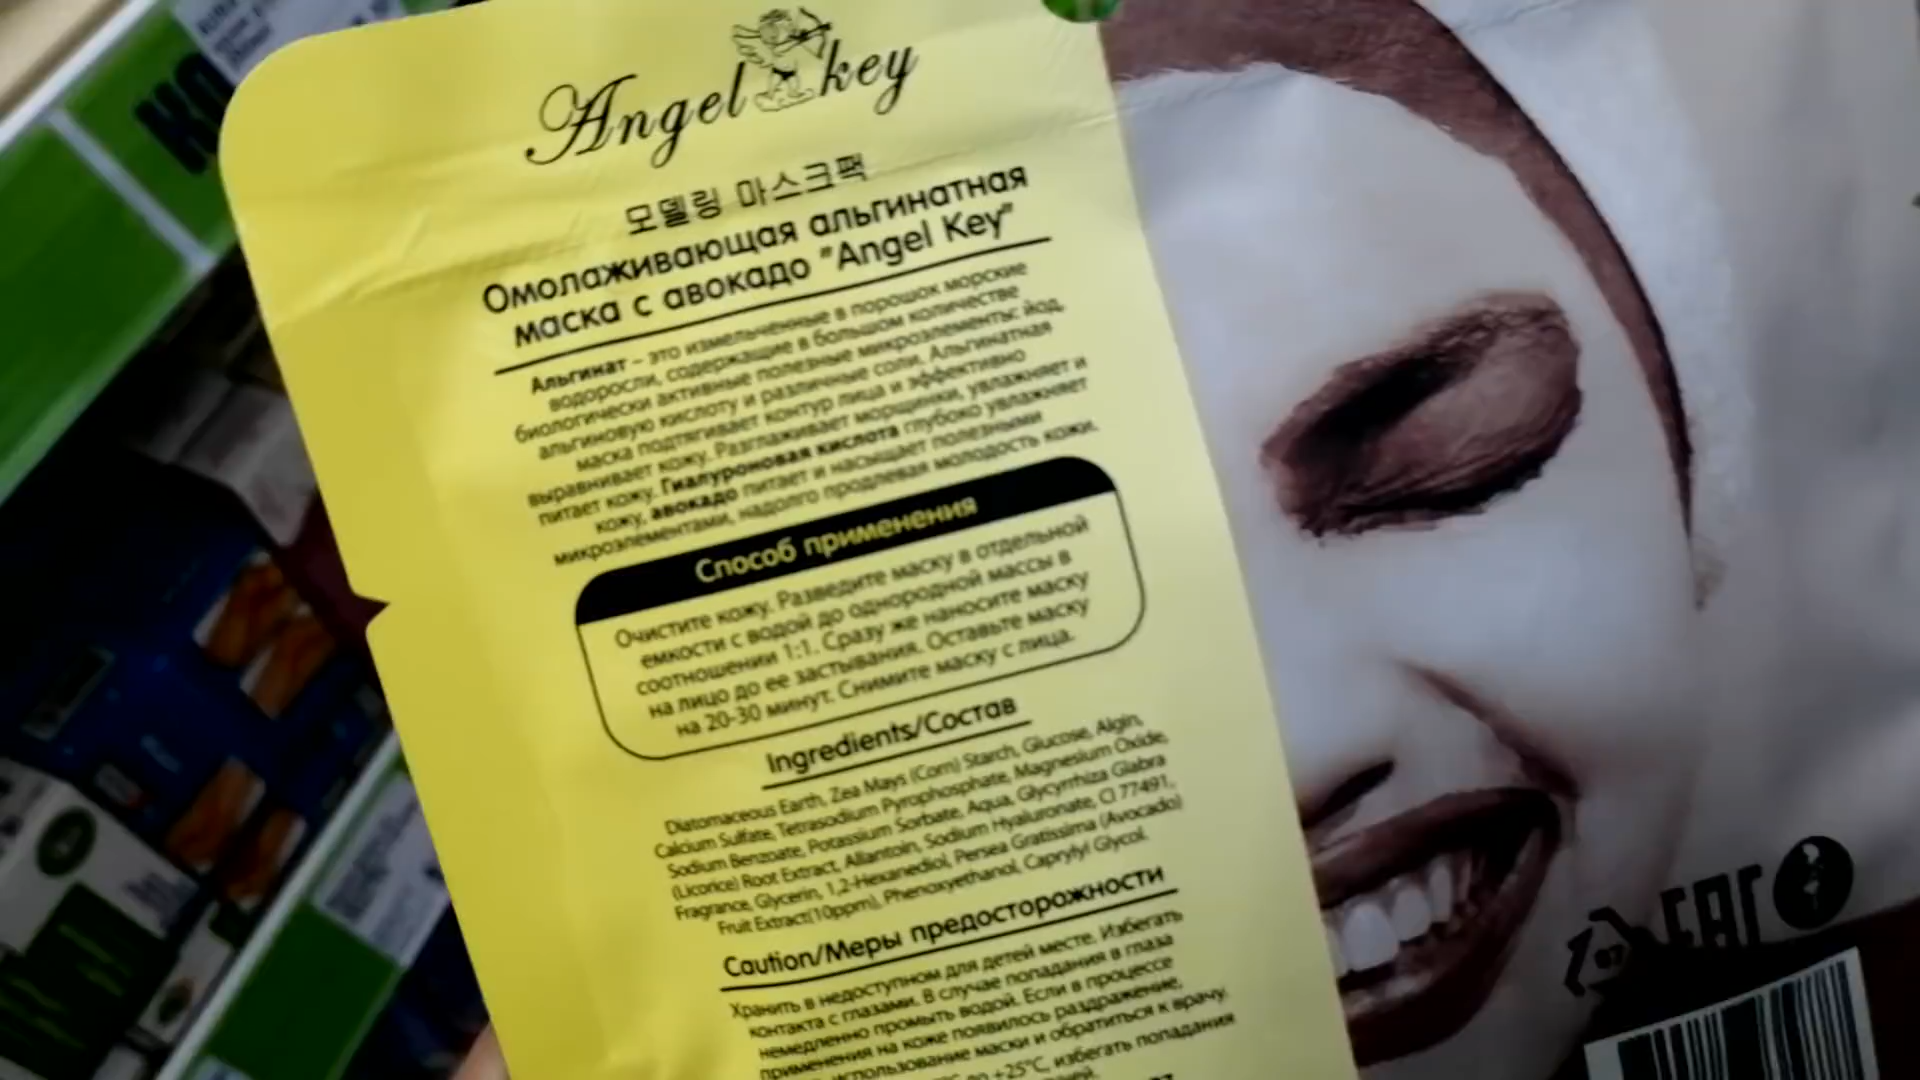 Angel key
모델링 마스크팩
Омолаживающая альгинатная
маска с авокадо "Angel Key"
Альгинат – это измельчённые в порошок морские
водоросли, содержащие в большом количестве
биологически активные полезные микроэлементы: йод,
альгиновую кислоту и различные соли. Альгинатная
маска подтягивает контур лица и эффективно
выравнивает кожу. Разглаживает морщинки, увлажняет и
питает кожу. Гиалуроновая кислота глубоко увлажняет
кожу, авокадо питает и насыщает полезными
микроэлементами, надолго продлевая молодость кожи.
Способ применения
Очистите кожу. Разведите маску в отдельной
емкости с водой до однородной массы в
соотношении 1:1. Сразу же наносите маску
на лицо до ее застывания. Оставьте маску
на 20-30 минут. Снимите маску с лица.
Ingredients/Состав
Diatomaceous Earth, Zea Mays (Corn) Starch, Glucose, Algin,
Calcium Sulfate, Tetrasodium Pyrophosphate, Magnesium Oxide,
Sodium Benzoate, Potassium Sorbate, Aqua, Glycyrrhiza Glabra
(Licorice) Root Extract, Allantoin, Sodium Hyaluronate, CI 77491,
Fragrance, Glycerin, 1,2-Hexanediol, Persea Gratissima (Avocado)
Fruit Extract(10ppm), Phenoxyethanol, Caprylyl Glycol.
Caution/Меры предосторожности
Хранить в недоступном для детей месте. Избегать
контакта с глазами. В случае попадания в глаза
немедленно промыть водой. Если в процессе
применения на коже появилось раздражение,
использование маски и обратиться к врачу.
до +25°C, избегать попадания
EAC